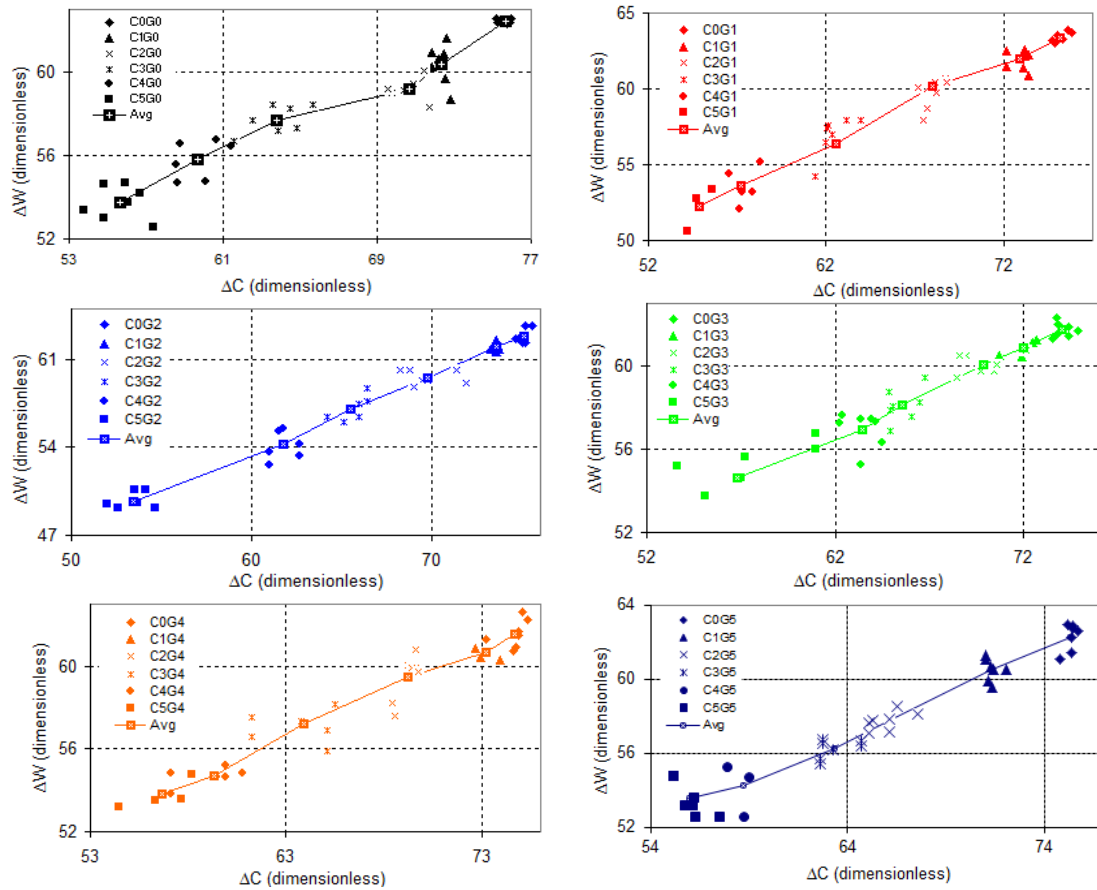 C0G0
C1G0
C2G0
C3G0
C4G0
C5G0
Avg
60
56
52
53
61
69
77
ΔW (dimensionless)
ΔC (dimensionless)
65
60
55
50
52
62
72
C0G1
C1G1
C2G1
C3G1
C4G1
C5G1
Avg
ΔW (dimensionless)
ΔC (dimensionless)
C0G2
C1G2
C2G2
C3G2
C4G2
C5G2
Avg
61
54
47
50
60
70
ΔW (dimensionless)
ΔC (dimensionless)
C0G3
C1G3
C2G3
C3G3
C4G3
C5G3
Avg
60
56
52
52
62
72
ΔW (dimensionless)
ΔC (dimensionless)
C0G4
C1G4
C2G4
C3G4
C4G4
C5G4
Avg
60
56
52
53
63
73
ΔW (dimensionless)
ΔC (dimensionless)
64
60
56
52
54
64
74
C0G5
C1G5
C2G5
C3G5
C4G5
C5G5
Avg
ΔW (dimensionless)
ΔC (dimensionless)